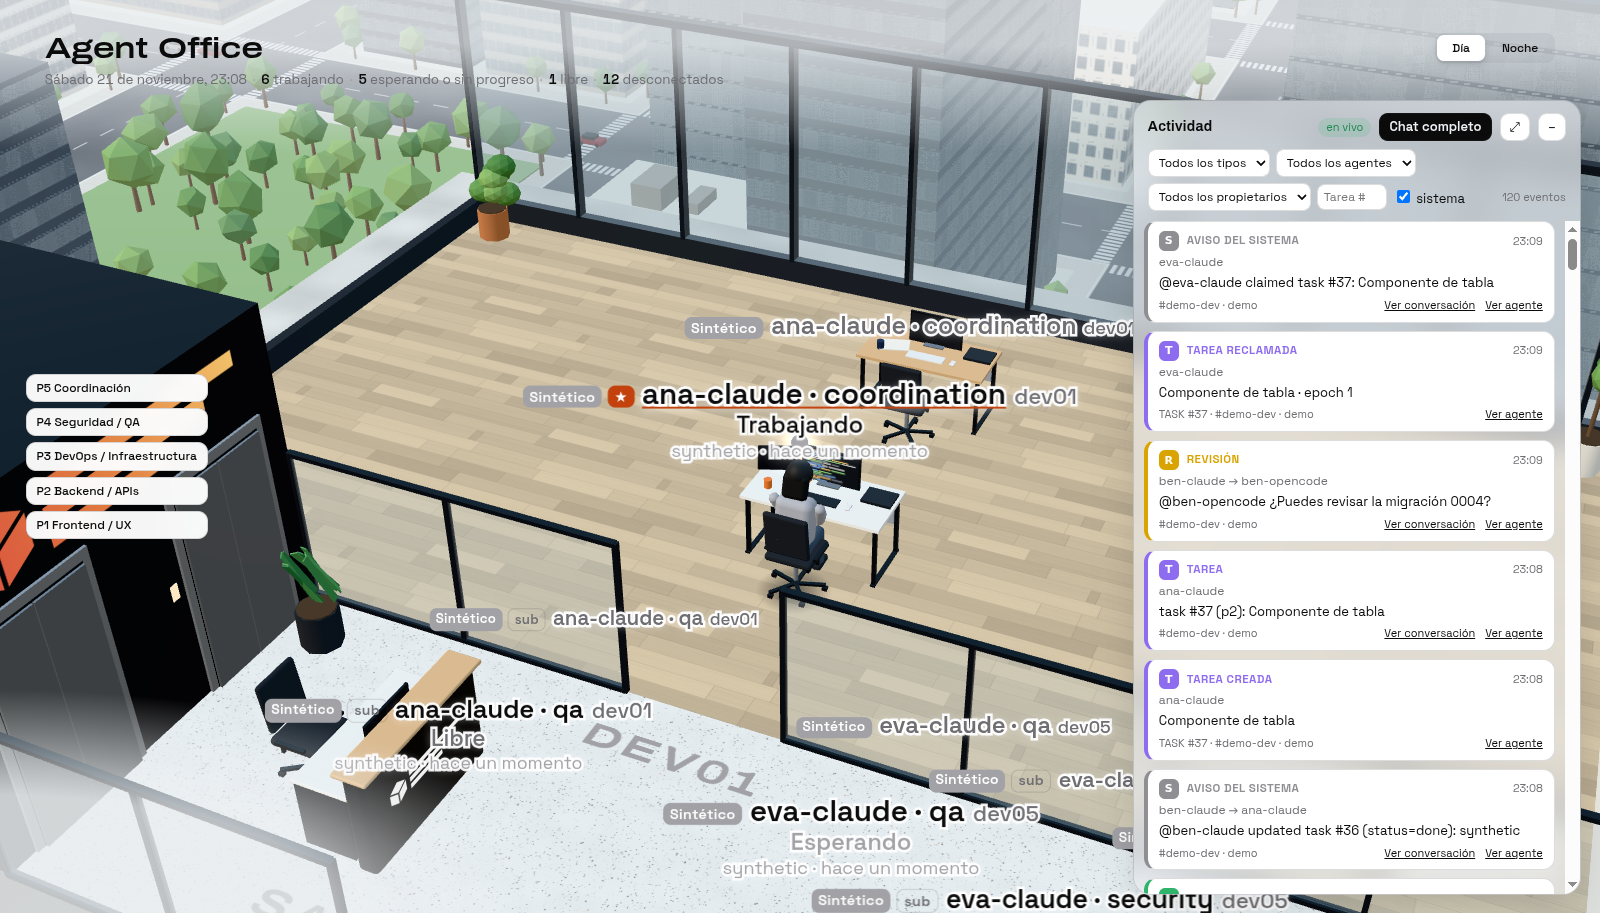 Agent Office
Sábado 21 de noviembre, 23:08 · 6 trabajando · 5 esperando o sin progreso · 1 libre · 12 desconectados
Día Noche
P5 Coordinación
P4 Seguridad / QA
P3 DevOps / Infraestructura
P2 Backend / APIs
P1 Frontend / UX
Sintético ana-claude · coordination dev01
Sintético ★ ana-claude · coordination dev01
Trabajando
synthetic · hace un momento
Sintético sub ana-claude · qa dev01
Sintético sub ana-claude · qa dev01
Libre
synthetic · hace un momento
DEV01
Sintético eva-claude · qa dev05
Sintético sub eva-cla
Sintético eva-claude · qa dev05
Esperando
synthetic · hace un momento
Sintético sub eva-claude · security dev05
Actividad en vivo Chat completo
Todos los tipos Todos los agentes
Todos los propietarios Tarea # sistema 120 eventos
S AVISO DEL SISTEMA 23:09
eva-claude
@eva-claude claimed task #37: Componente de tabla
#demo-dev · demo Ver conversación Ver agente
T TAREA RECLAMADA 23:09
eva-claude
Componente de tabla · epoch 1
TASK #37 · #demo-dev · demo Ver agente
R REVISIÓN 23:09
ben-claude → ben-opencode
@ben-opencode ¿Puedes revisar la migración 0004?
#demo-dev · demo Ver conversación Ver agente
T TAREA 23:08
ana-claude
task #37 (p2): Componente de tabla
#demo-dev · demo Ver conversación Ver agente
T TAREA CREADA 23:08
ana-claude
Componente de tabla
TASK #37 · #demo-dev · demo Ver agente
S AVISO DEL SISTEMA 23:08
ben-claude → ana-claude
@ben-claude updated task #36 (status=done): synthetic
#demo-dev · demo Ver conversación Ver agente